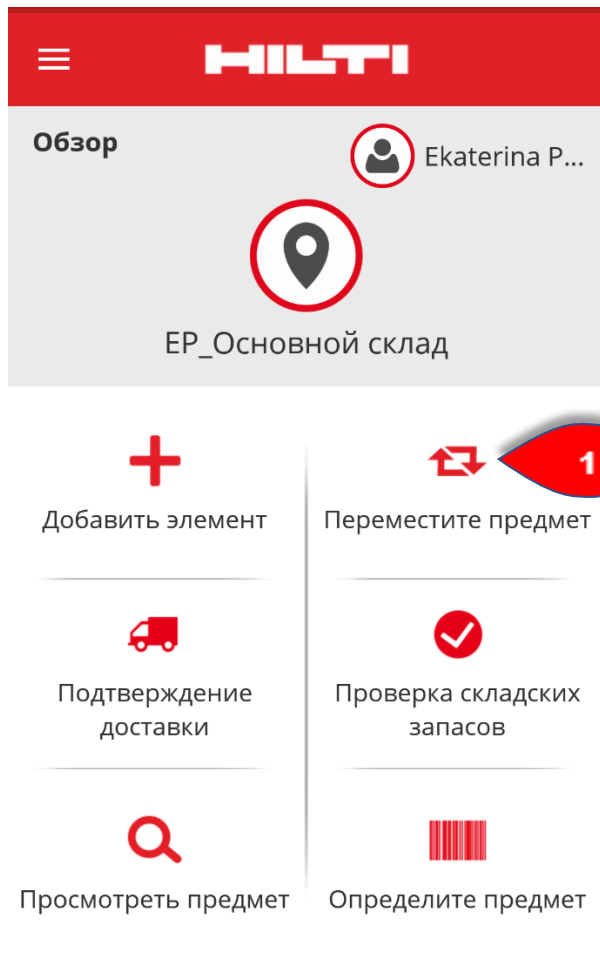 HILTI
Обзор
Ekaterina P...
EP_Основной склад
1
Добавить элемент
Переместите предмет
Подтверждение
доставки
Проверка складских
запасов
Просмотреть предмет
Определите предмет